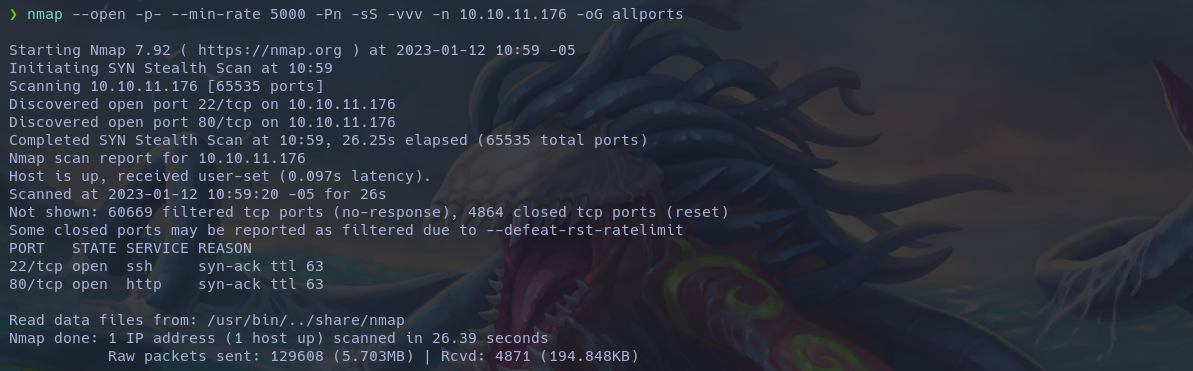 ❯ nmap --open -p- --min-rate 5000 -Pn -sS -vvv -n 10.10.11.176 -oG allports
Starting Nmap 7.92 ( https://nmap.org ) at 2023-01-12 10:59 -05
Initiating SYN Stealth Scan at 10:59
Scanning 10.10.11.176 [65535 ports]
Discovered open port 22/tcp on 10.10.11.176
Discovered open port 80/tcp on 10.10.11.176
Completed SYN Stealth Scan at 10:59, 26.25s elapsed (65535 total ports)
Nmap scan report for 10.10.11.176
Host is up, received user-set (0.097s latency).
Scanned at 2023-01-12 10:59:20 -05 for 26s
Not shown: 60669 filtered tcp ports (no-response), 4864 closed tcp ports (reset)
Some closed ports may be reported as filtered due to --defeat-rst-ratelimit
PORT   STATE SERVICE REASON
22/tcp open  ssh     syn-ack ttl 63
80/tcp open  http    syn-ack ttl 63
Read data files from: /usr/bin/../share/nmap
Nmap done: 1 IP address (1 host up) scanned in 26.39 seconds
           Raw packets sent: 129608 (5.703MB) | Rcvd: 4871 (194.848KB)